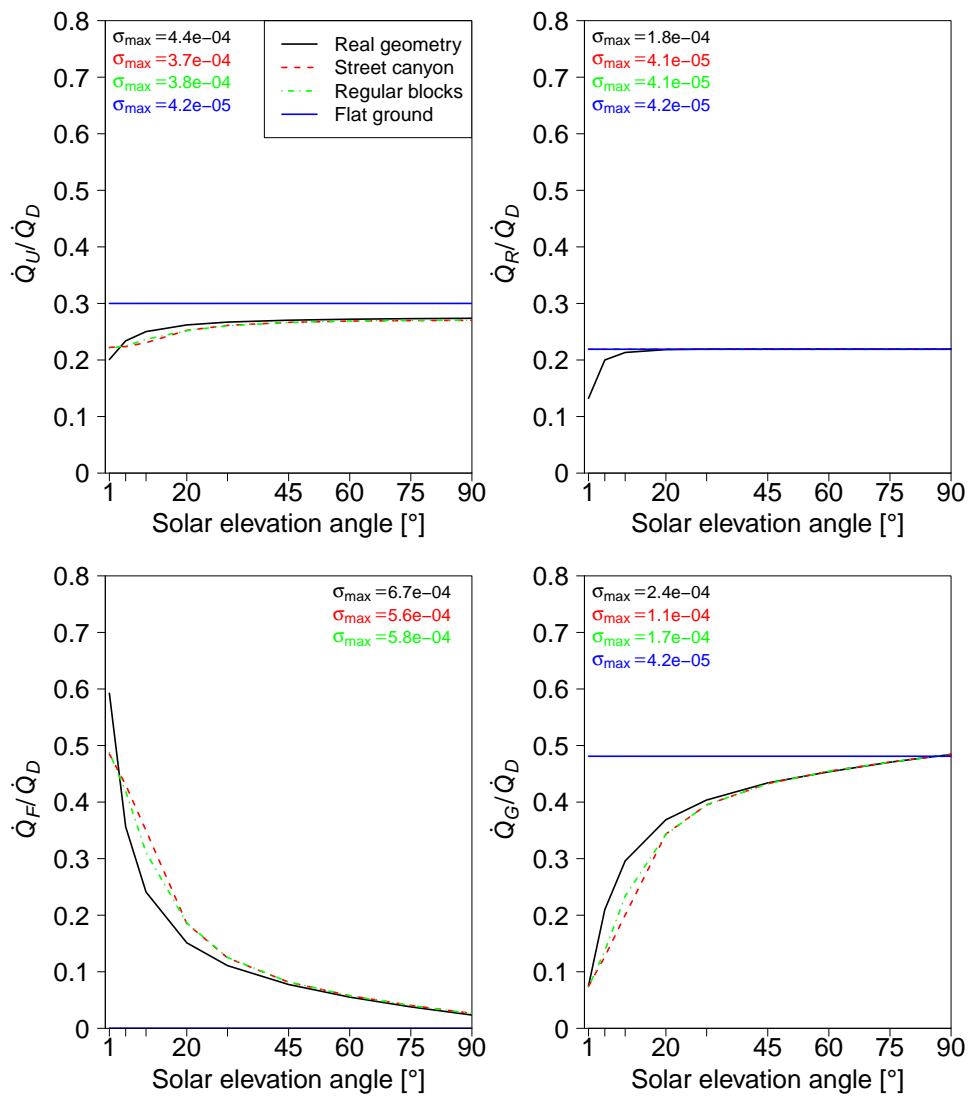 0.8
0.7
0.6
0.5
0.4
0.3
0.2
0.1
0
Q̇_U/Q̇_D
σmax=4.4e−04
σmax=3.7e−04
σmax=3.8e−04
σmax=4.2e−05
Real geometry
Street canyon
Regular blocks
Flat ground
1 20 45 60 75 90
Solar elevation angle [°]
0.8
0.7
0.6
0.5
0.4
0.3
0.2
0.1
0
Q̇_R/Q̇_D
σmax=1.8e−04
σmax=4.1e−05
σmax=4.1e−05
σmax=4.2e−05
1 20 45 60 75 90
Solar elevation angle [°]
0.8
0.7
0.6
0.5
0.4
0.3
0.2
0.1
0
Q̇_F/Q̇_D
σmax=6.7e−04
σmax=5.6e−04
σmax=5.8e−04
1 20 45 60 75 90
Solar elevation angle [°]
0.8
0.7
0.6
0.5
0.4
0.3
0.2
0.1
0
Q̇_G/Q̇_D
σmax=2.4e−04
σmax=1.1e−04
σmax=1.7e−04
σmax=4.2e−05
1 20 45 60 75 90
Solar elevation angle [°]